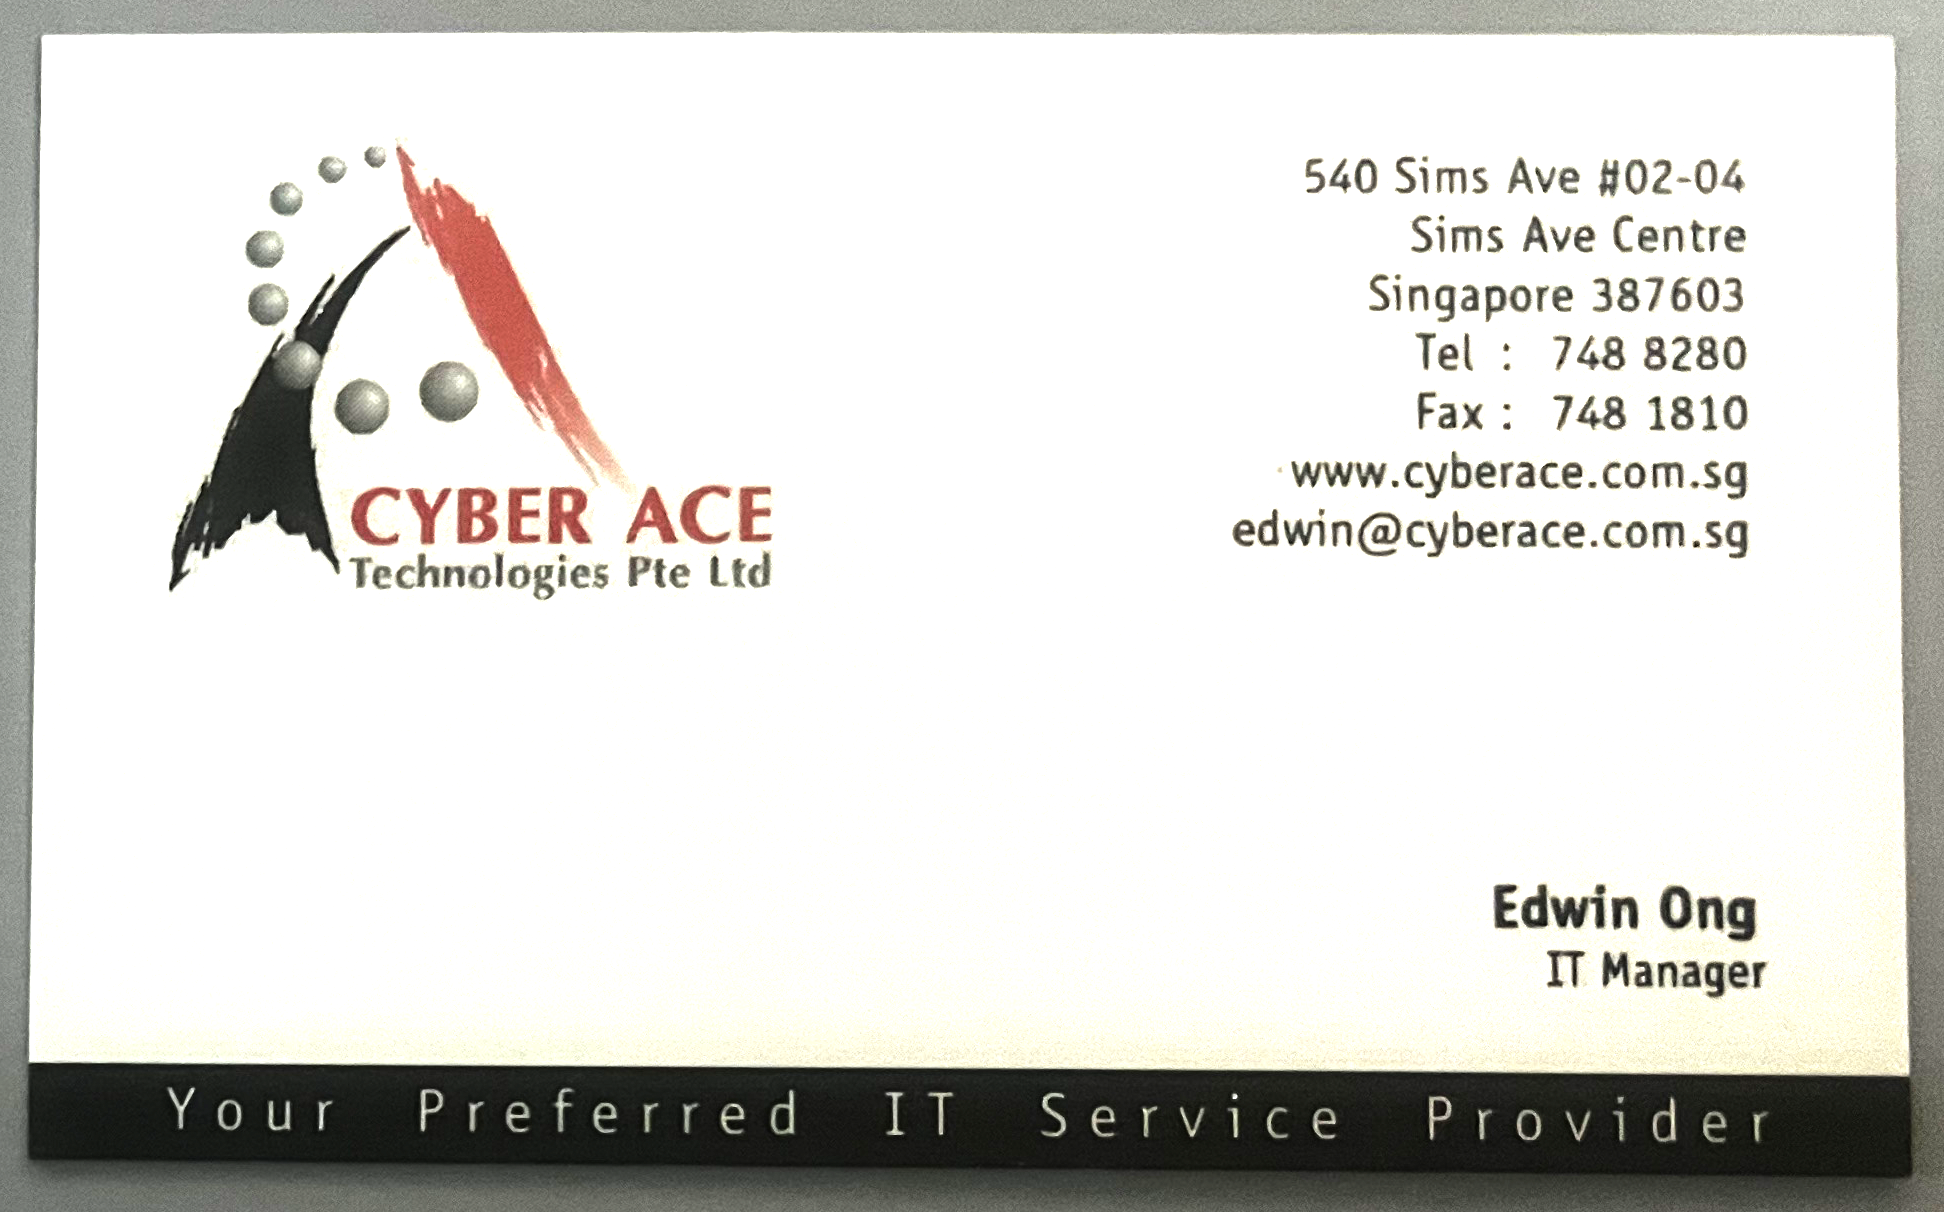 CYBER ACE
Technologies Pte Ltd
540 Sims Ave #02-04
Sims Ave Centre
Singapore 387603
Tel : 748 8280
Fax : 748 1810
www.cyberace.com.sg
edwin@cyberace.com.sg
Edwin Ong
IT Manager
Your Preferred IT Service Provider